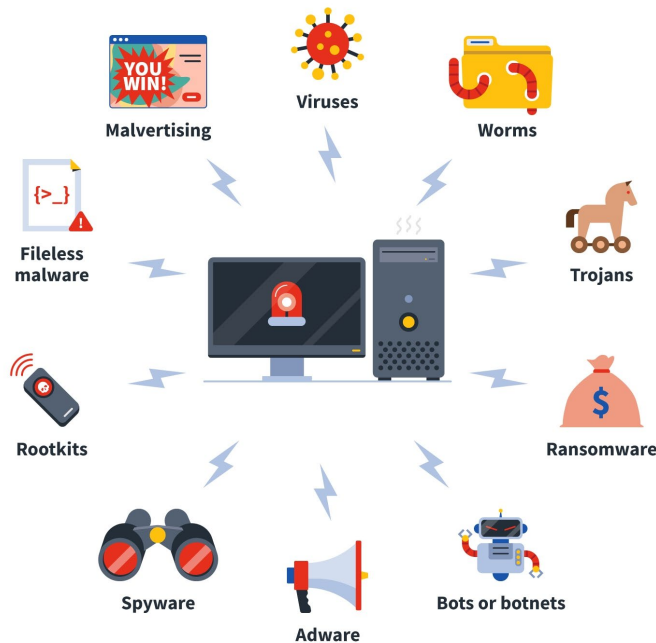 YOU
WIN!
Malvertising
Viruses
Worms
{>_}
!
Fileless
malware
Trojans
Rootkits
$
Ransomware
Spyware
Adware
Bots or botnets